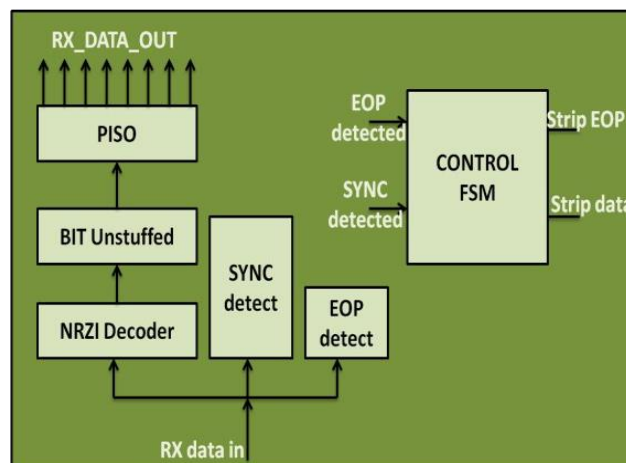 RX_DATA_OUT
PISO
BIT Unstuffed
NRZI Decoder
SYNC
detect
EOP
detect
RX data in
EOP
detected
SYNC
detected
CONTROL
FSM
Strip EOP
Strip data